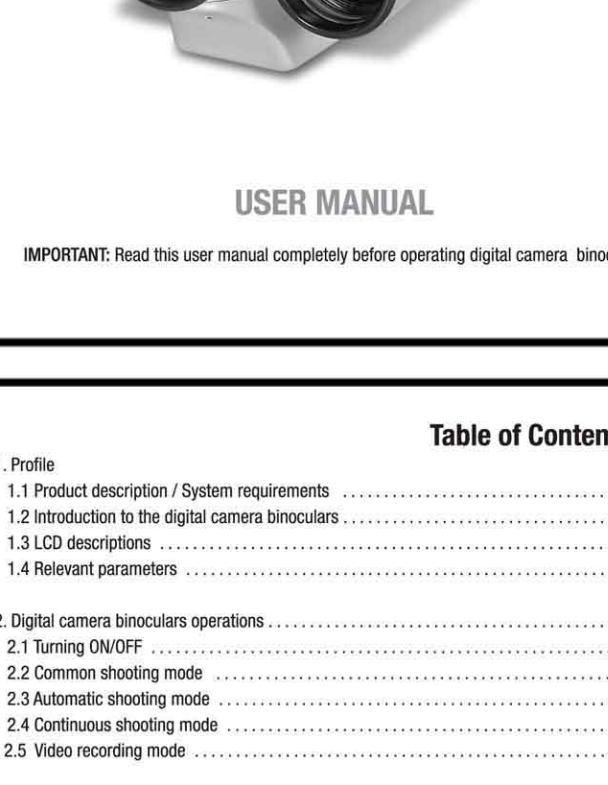 USER MANUAL
IMPORTANT: Read this user manual completely before operating digital camera
Table of
. Profile
1.1 Product description / System requirements ................................
1.2 Introduction to the digital camera binoculars ................................
1.3 LCD descriptions ................................
1.4 Relevant parameters ................................
2. Digital camera binoculars operations ................................
2.1 Turning ON/OFF ................................
2.2 Common shooting mode ................................
2.3 Automatic shooting mode ................................
2.4 Continuous shooting mode ................................
2.5 Video recording mode ................................